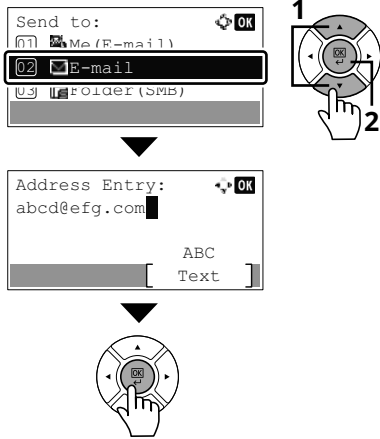 Send to: OK
01 Me(E-mail)
02 E-mail
03 Folder(SMB)
1
OK
2
Address Entry: OK
abcd@efg.com
ABC
[ Text ]
OK